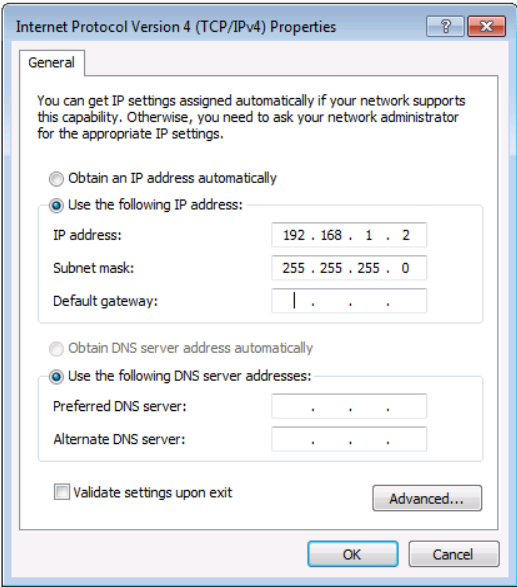 Internet Protocol Version 4 (TCP/IPv4) Properties
General
You can get IP settings assigned automatically if your network supports
this capability. Otherwise, you need to ask your network administrator
for the appropriate IP settings.
Obtain an IP address automatically
Use the following IP address:
IP address: 192 . 168 . 1 . 2
Subnet mask: 255 . 255 . 255 . 0
Default gateway: . . .
Obtain DNS server address automatically
Use the following DNS server addresses:
Preferred DNS server: . . .
Alternate DNS server: . . .
Validate settings upon exit
Advanced...
OK Cancel